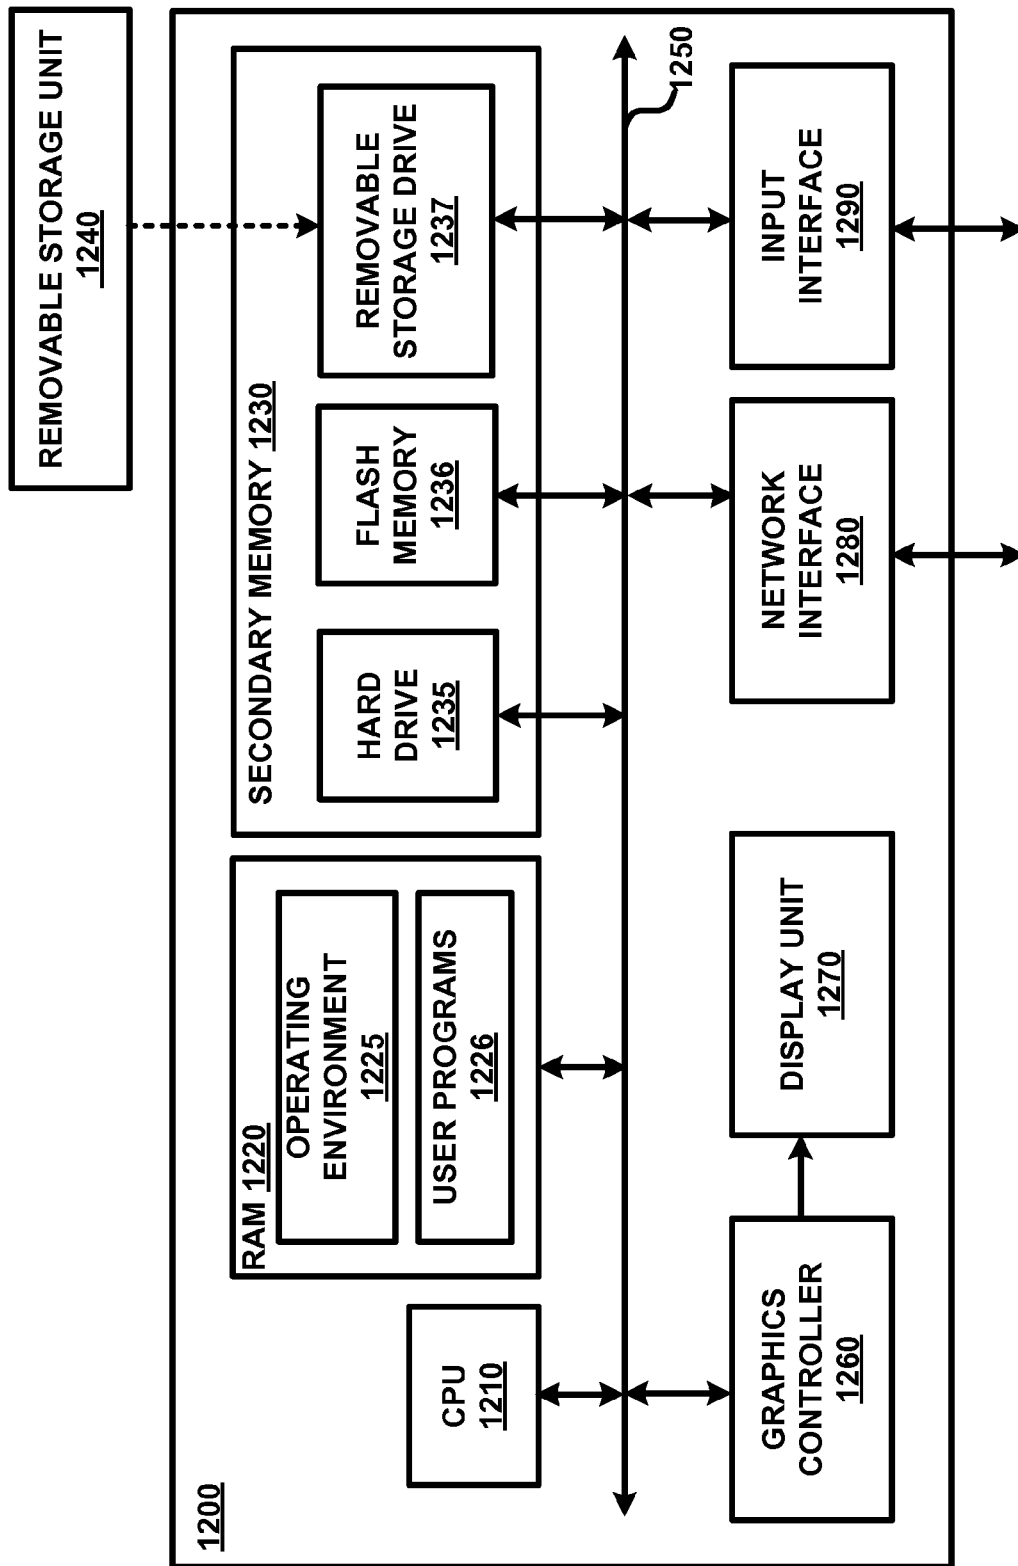 REMOVABLE STORAGE UNIT
1240
1200
CPU
1210
RAM 1220
OPERATING
ENVIRONMENT
1225
USER PROGRAMS
1226
SECONDARY MEMORY 1230
HARD
DRIVE
1235
FLASH
MEMORY
1236
REMOVABLE
STORAGE DRIVE
1237
1250
GRAPHICS
CONTROLLER
1260
DISPLAY UNIT
1270
NETWORK
INTERFACE
1280
INPUT
INTERFACE
1290